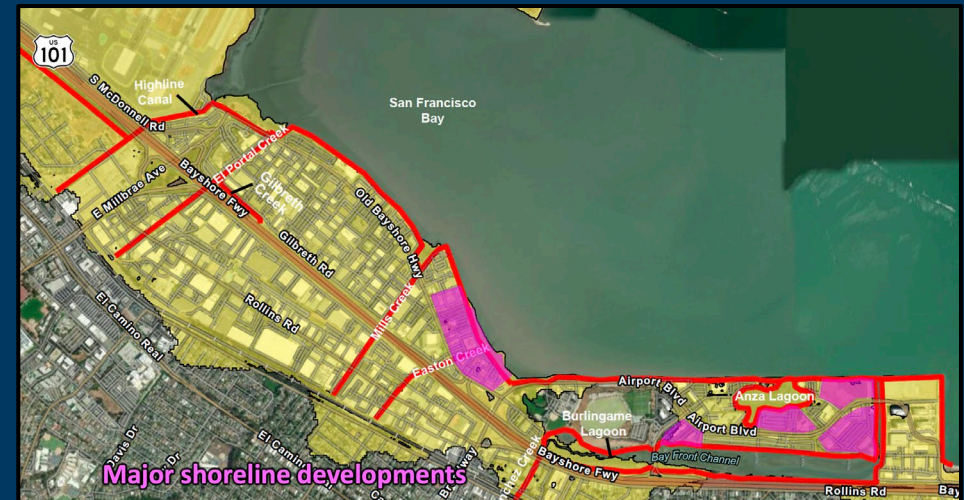 US
101
S McDonnell Rd
Highline
Canal
San Francisco
Bay
E Millbrae Ave
El Portal Creek
Bayshore Fwy
Gilbreth
Creek
Old Bayshore Hwy
Gilbreth Rd
Rollins Rd
El Camino Real
Mills Creek
Easton Creek
Airport Blvd
Anza Lagoon
Burlingame
Lagoon
Airport Blvd
Bay Front Channel
Bayshore Fwy
Davis Dr
Dr
El Camino
Major shoreline developments
Rollins Rd
Bay